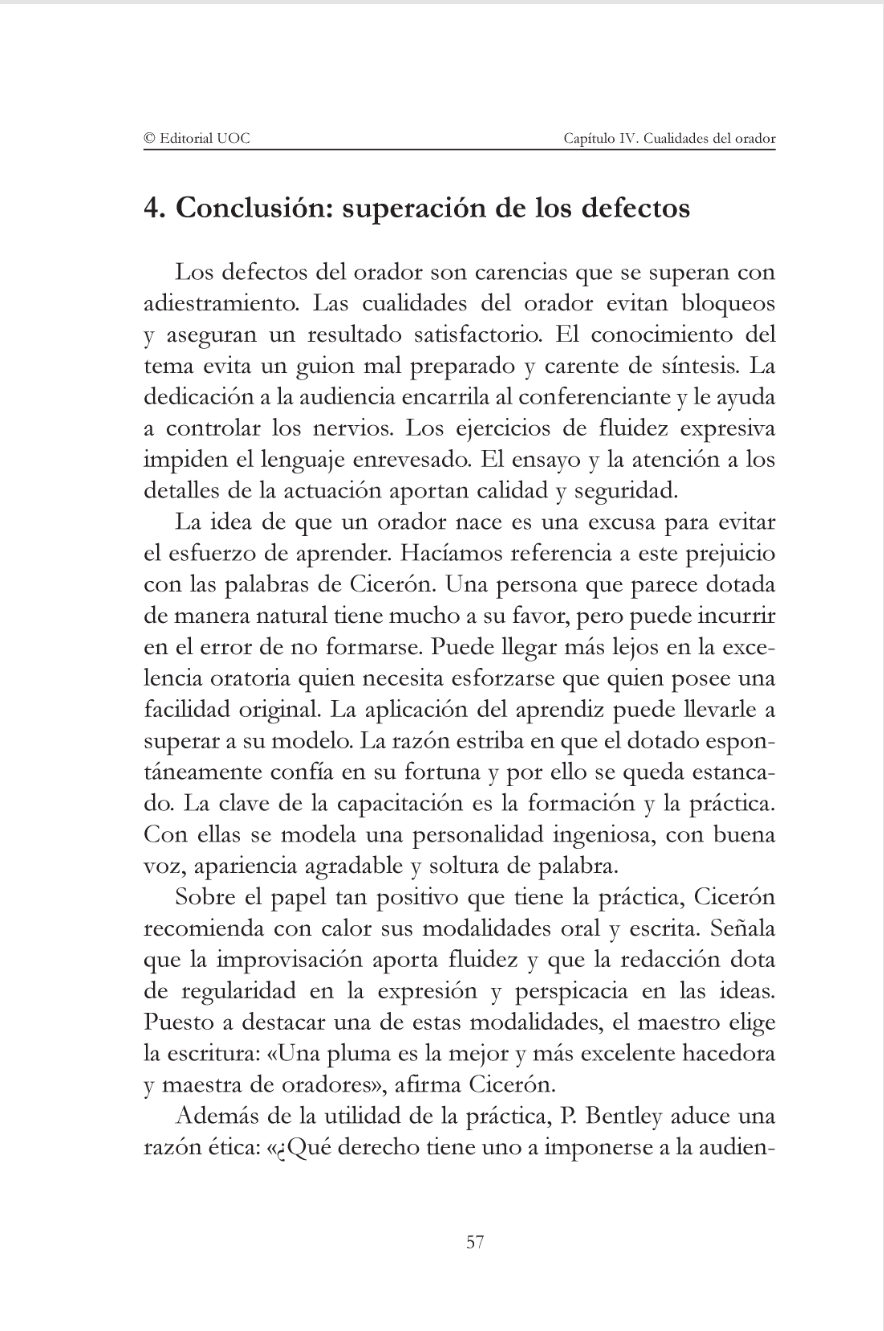 © Editorial UOC
Capítulo IV. Cualidades del orador
4. Conclusión: superación de los defectos
Los defectos del orador son carencias que se superan con
adiestramiento. Las cualidades del orador evitan bloqueos
y aseguran un resultado satisfactorio. El conocimiento del
tema evita un guion mal preparado y carente de síntesis. La
dedicación a la audiencia encarrila al conferenciante y le ayuda
a controlar los nervios. Los ejercicios de fluidez expresiva
impiden el lenguaje enrevesado. El ensayo y la atención a los
detalles de la actuación aportan calidad y seguridad.
La idea de que un orador nace es una excusa para evitar
el esfuerzo de aprender. Hacíamos referencia a este prejuicio
con las palabras de Cicerón. Una persona que parece dotada
de manera natural tiene mucho a su favor, pero puede incurrir
en el error de no formarse. Puede llegar más lejos en la exce-
lencia oratoria quien necesita esforzarse que quien posee una
facilidad original. La aplicación del aprendiz puede llevarle a
superar a su modelo. La razón estriba en que el dotado espon-
táneamente confía en su fortuna y por ello se queda estanca-
do. La clave de la capacitación es la formación y la práctica.
Con ellas se modela una personalidad ingeniosa, con buena
voz, apariencia agradable y soltura de palabra.
Sobre el papel tan positivo que tiene la práctica, Cicerón
recomienda con calor sus modalidades oral y escrita. Señala
que la improvisación aporta fluidez y que la redacción dota
de regularidad en la expresión y perspicacia en las ideas.
Puesto a destacar una de estas modalidades, el maestro elige
la escritura: «Una pluma es la mejor y más excelente hacedora
y maestra de oradores», afirma Cicerón.
Además de la utilidad de la práctica, P. Bentley aduce una
razón ética: «¿Qué derecho tiene uno a imponerse a la audien-
57